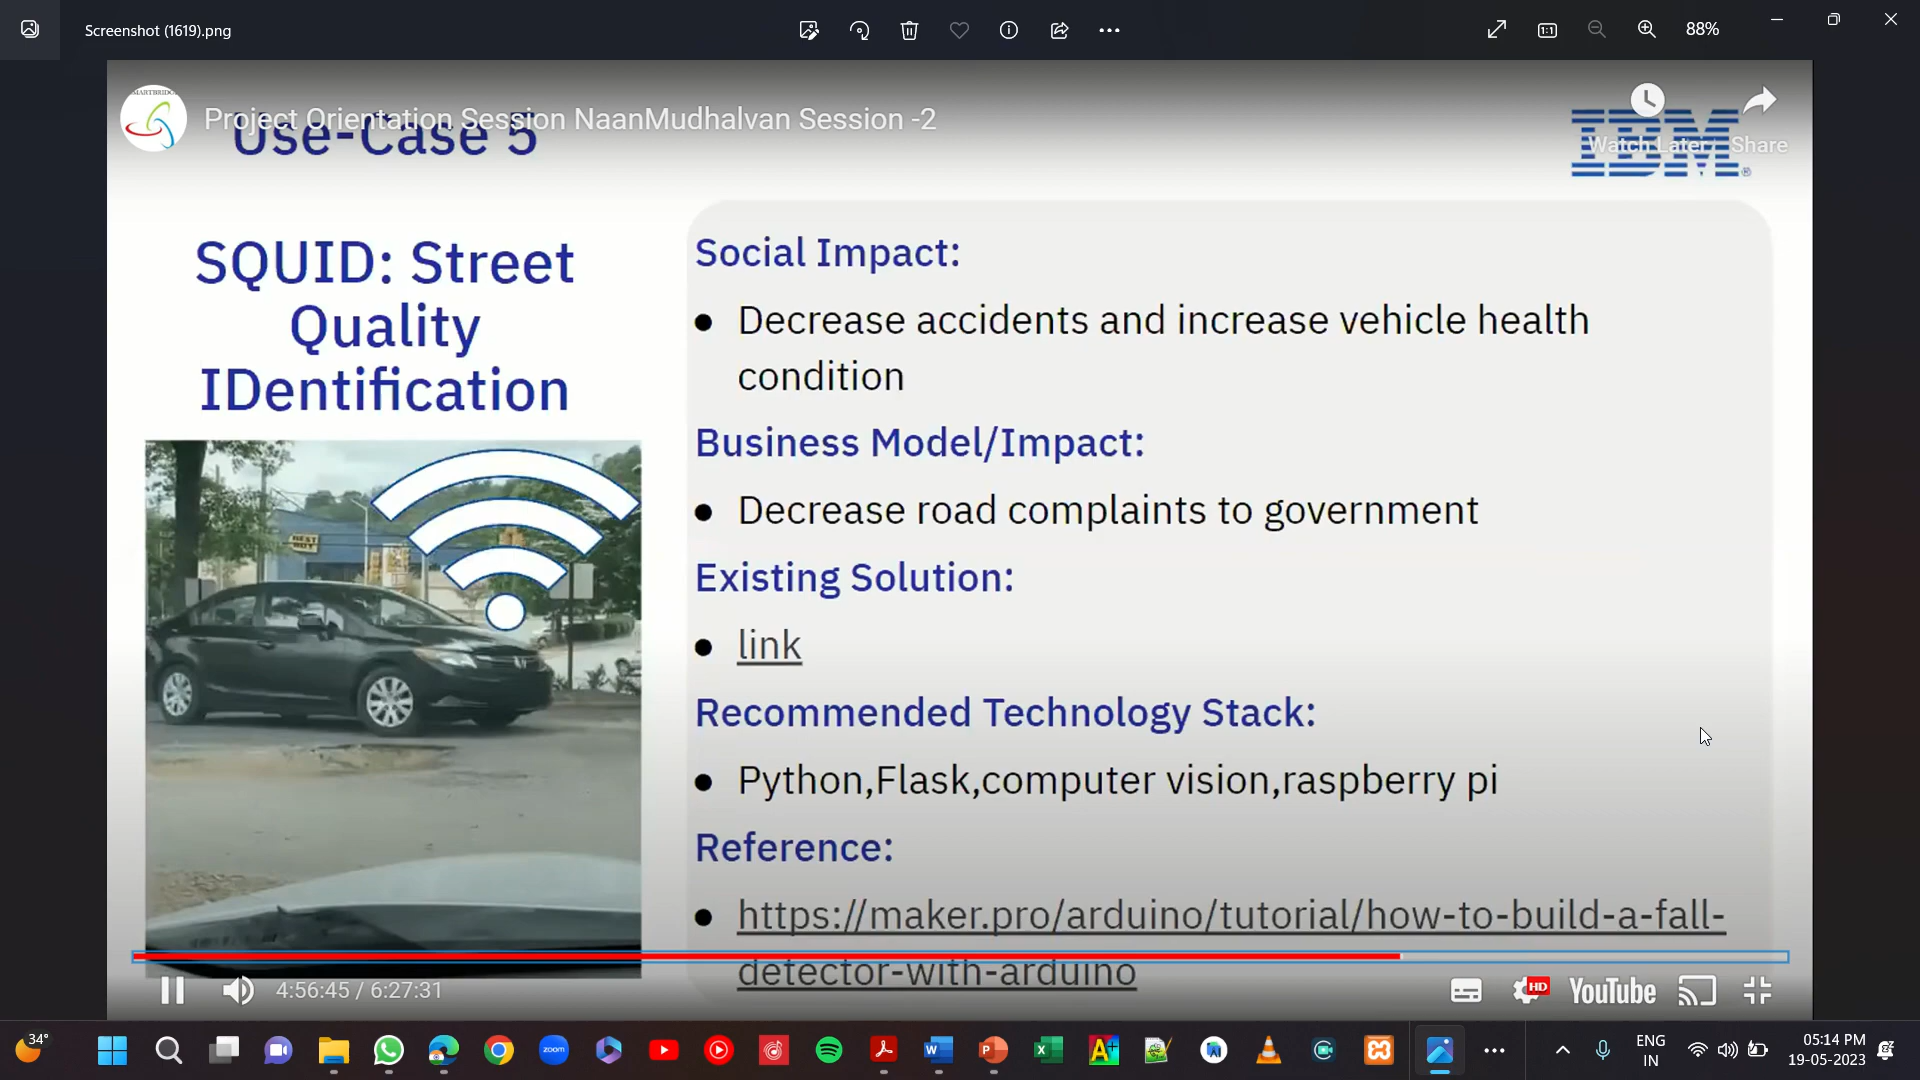 Screenshot (1619).png
88%
Project Orientation Session NaanMudhalvan Session -2
Use-Case 5
IBM
Watch Later
Share
SQUID: Street
Quality
IDentification
Social Impact:
● Decrease accidents and increase vehicle health
condition
Business Model/Impact:
● Decrease road complaints to government
Existing Solution:
● link
Recommended Technology Stack:
● Python,Flask,computer vision,raspberry pi
Reference:
● https://maker.pro/arduino/tutorial/how-to-build-a-fall-
detector-with-arduino
4:56:45 / 6:27:31
HD
YouTube
34°
zoom
ENG
IN
05:14 PM
19-05-2023